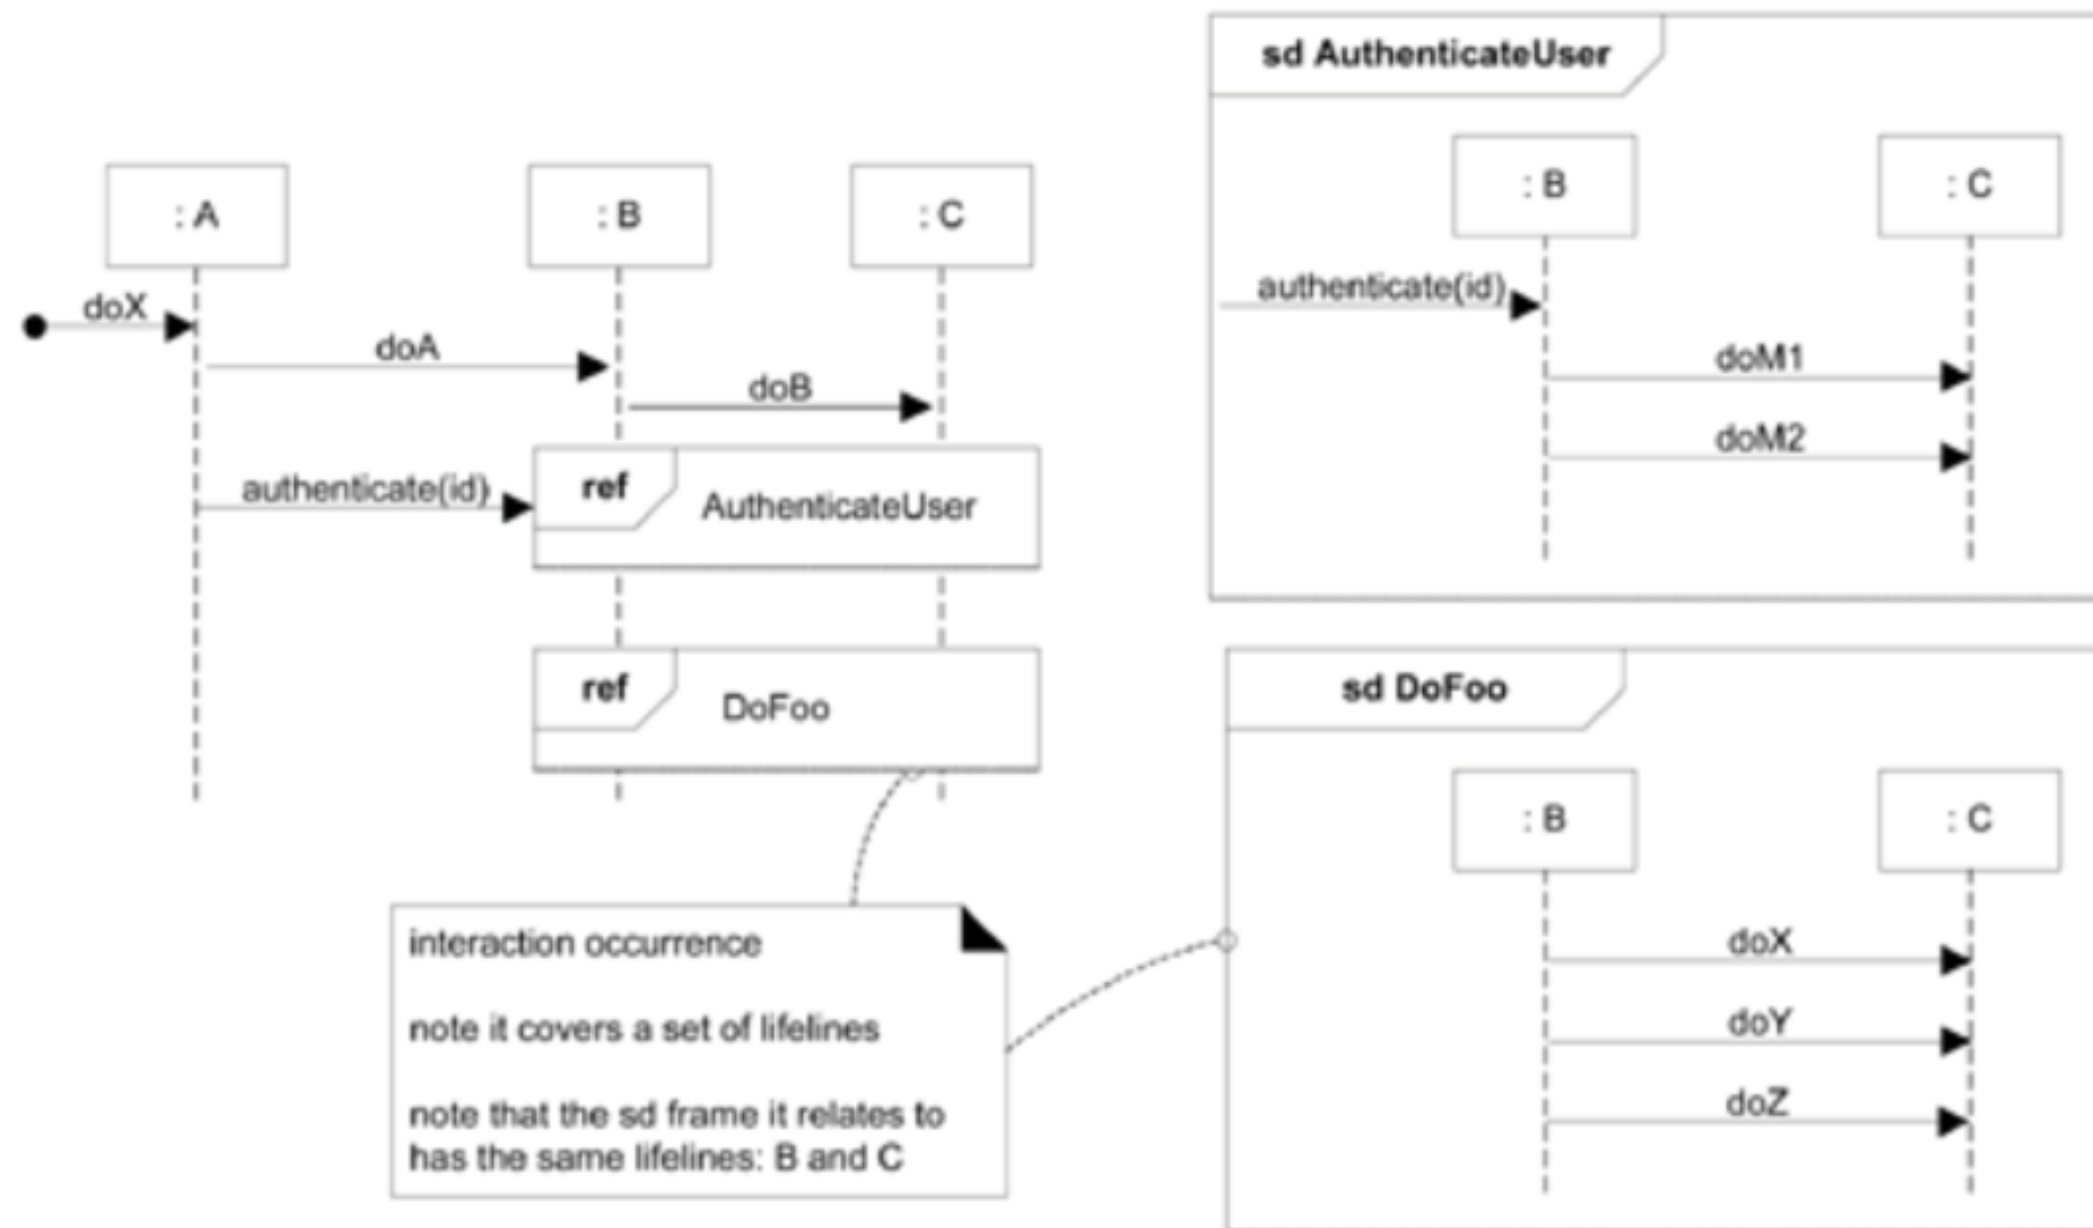 : A
: B
: C
doX
doA
doB
authenticate(id)
ref
AuthenticateUser
ref
DoFoo
interaction occurrence
note it covers a set of lifelines
note that the sd frame it relates to
has the same lifelines: B and C
sd AuthenticateUser
: B
: C
authenticate(id)
doM1
doM2
sd DoFoo
: B
: C
doX
doY
doZ